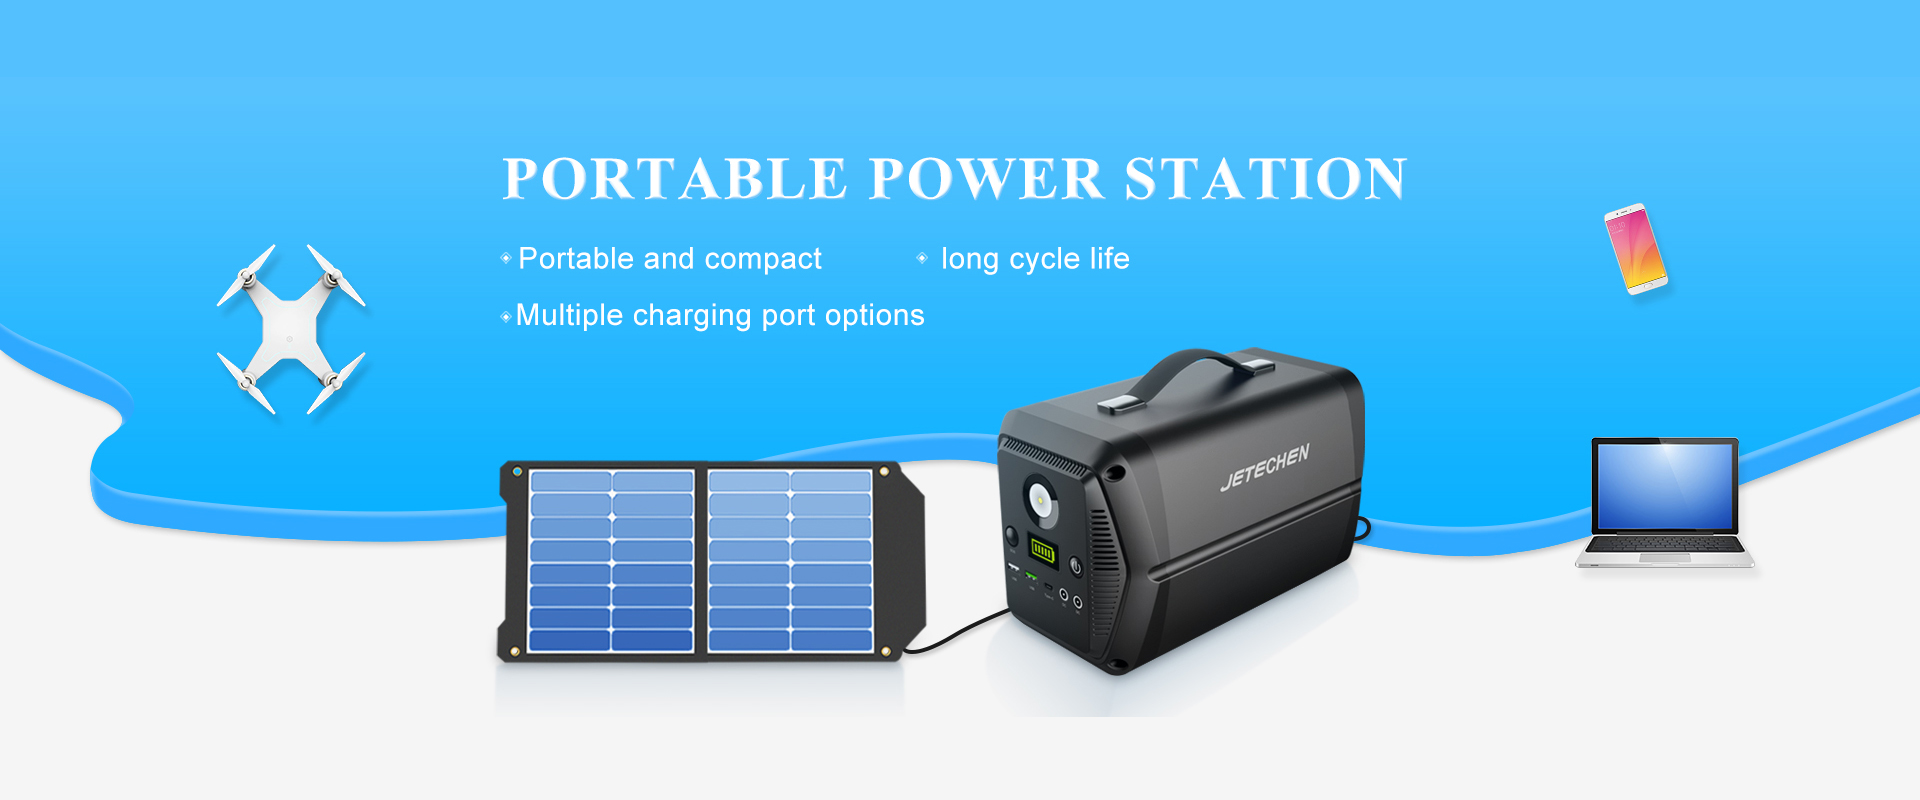 PORTABLE POWER STATION
Portable and compact
long cycle life
Multiple charging port options
JETECHEN